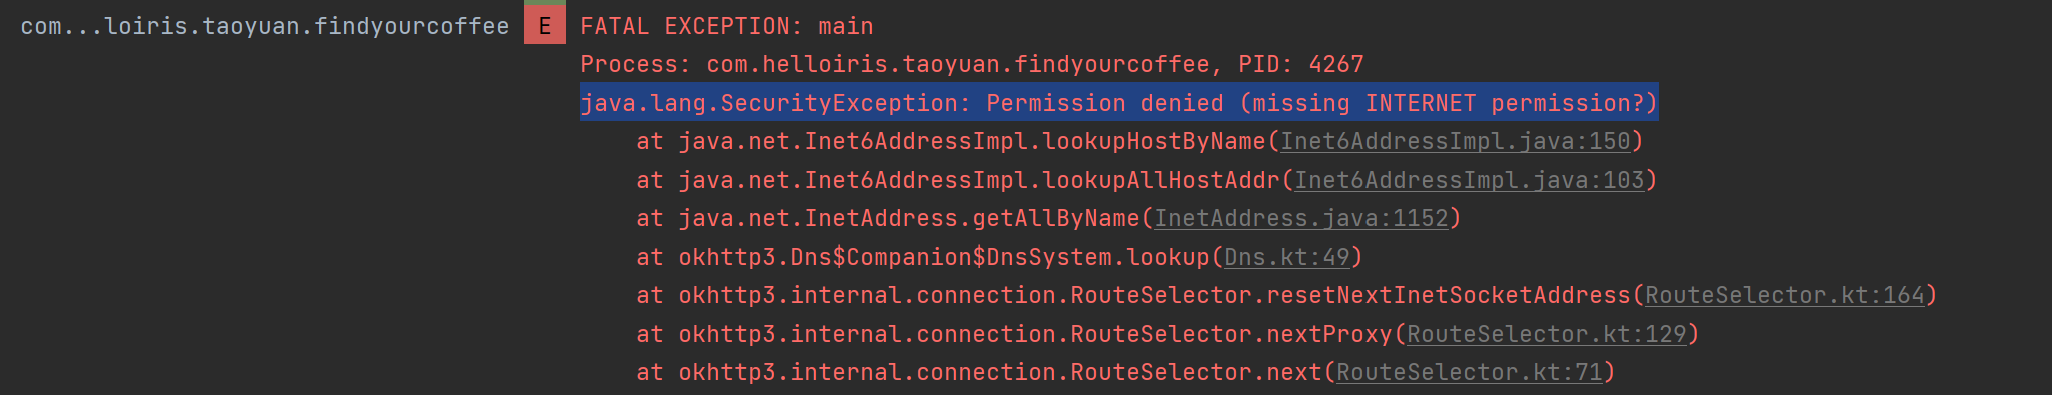 com...loiris.taoyuan.findyourcoffee E FATAL EXCEPTION: main
Process: com.helloiris.taoyuan.findyourcoffee, PID: 4267
java.lang.SecurityException: Permission denied (missing INTERNET permission?)
at java.net.Inet6AddressImpl.lookupHostByName(Inet6AddressImpl.java:150)
at java.net.Inet6AddressImpl.lookupAllHostAddr(Inet6AddressImpl.java:103)
at java.net.InetAddress.getAllByName(InetAddress.java:1152)
at okhttp3.Dns$Companion$DnsSystem.lookup(Dns.kt:49)
at okhttp3.internal.connection.RouteSelector.resetNextInetSocketAddress(RouteSelector.kt:164)
at okhttp3.internal.connection.RouteSelector.nextProxy(RouteSelector.kt:129)
at okhttp3.internal.connection.RouteSelector.next(RouteSelector.kt:71)